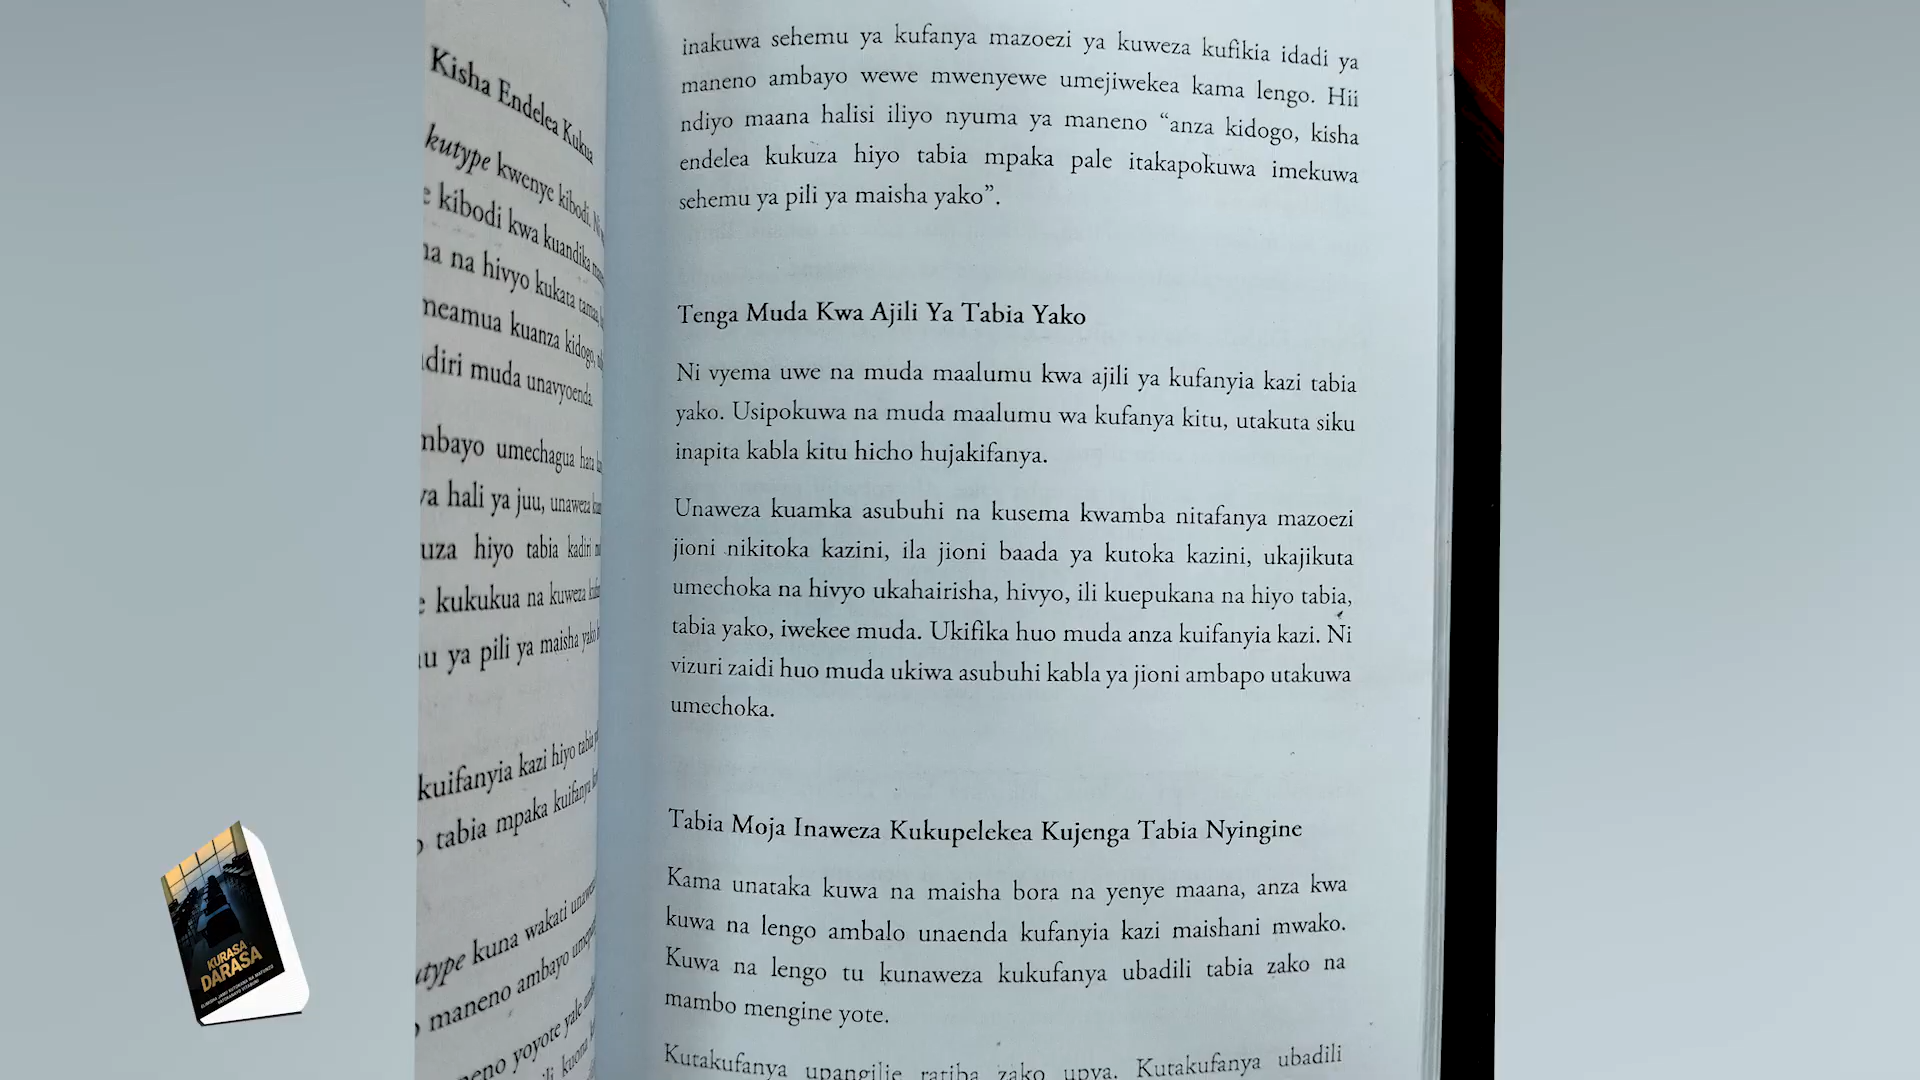 Kisha Endelea Kukua
kutype kwenye kibodi. Ni
kibodi kwa kuandika
na hivyo kukata tamaa,
kuanza kidogo,
muda unavyoenda.
umechagua hata
hali ya juu, unaweza
hiyo tabia kadiri
kukukua na kuweza
ya pili ya maisha yako
kuifanyia kazi hiyo tabia
tabia mpaka kuifanya
kuna wakati
maneno ambayo
yoyote yale
kuona
inakuwa sehemu ya kufanya mazoezi ya kuweza kufikia idadi ya
maneno ambayo wewe mwenyewe umejiwekea kama lengo. Hii
ndiyo maana halisi iliyo nyuma ya maneno “anza kidogo, kisha
endelea kukuza hiyo tabia mpaka pale itakapokuwa imekuwa
sehemu ya pili ya maisha yako”.
Tenga Muda Kwa Ajili Ya Tabia Yako
Ni vyema uwe na muda maalumu kwa ajili ya kufanyia kazi tabia
yako. Usipokuwa na muda maalumu wa kufanya kitu, utakuta siku
inapita kabla kitu hicho hujakifanya.
Unaweza kuamka asubuhi na kusema kwamba nitafanya mazoezi
jioni nikitoka kazini, ila jioni baada ya kutoka kazini, ukajikuta
umechoka na hivyo ukahairisha, hivyo, ili kuepukana na hiyo tabia,
tabia yako, iwekee muda. Ukifika huo muda anza kuifanyia kazi. Ni
vizuri zaidi huo muda ukiwa asubuhi kabla ya jioni ambapo utakuwa
umechoka.
Tabia Moja Inaweza Kukupelekea Kujenga Tabia Nyingine
Kama unataka kuwa na maisha bora na yenye maana, anza kwa
kuwa na lengo ambalo unaenda kufanyia kazi maishani mwako.
Kuwa na lengo tu kunaweza kukufanya ubadili tabia zako na
mambo mengine yote.
Kutakufanya upangilie ratiba zako upya. Kutakufanya ubadili
KURASA
DARASA